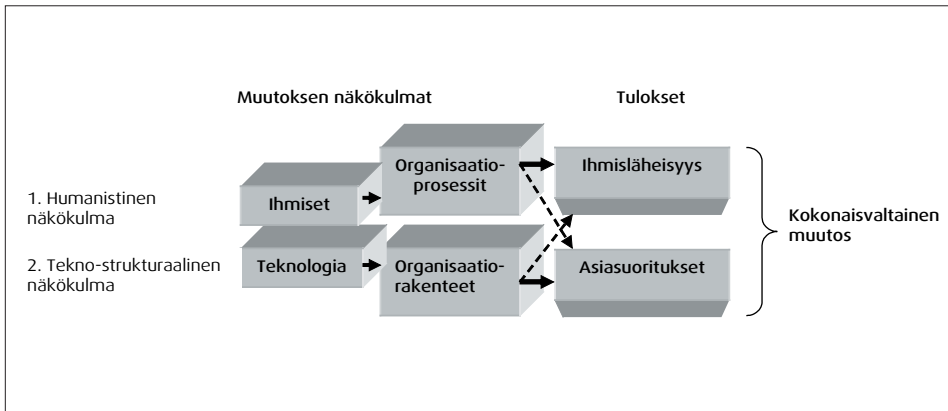 Muutoksen näkökulmat
Tulokset
1. Humanistinen
näkökulma
Ihmiset
Organisaatio-
prosessit
Ihmisläheisyys
2. Tekno-strukturaalinen
näkökulma
Teknologia
Organisaatio-
rakenteet
Asiasuoritukset
Kokonaisvaltainen
muutos